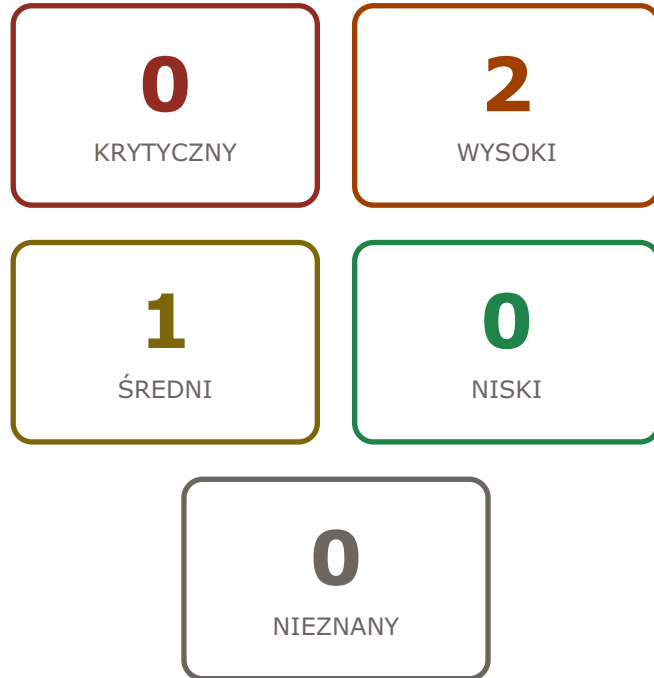 0
KRYTYCZNY
2
WYSOKI
1
ŚREDNI
0
NISKI
0
NIEZNANY